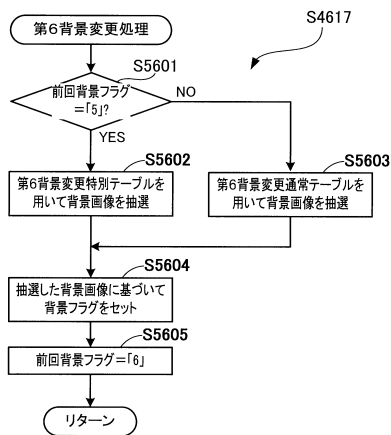 第6背景変更処理
S4617
S5601
前回背景フラグ
=「5」?
NO
YES
S5602
第6背景変更特別テーブルを
用いて背景画像を抽選
S5603
第6背景変更通常テーブルを
用いて背景画像を抽選
S5604
抽選した背景画像に基づいて
背景フラグをセット
S5605
前回背景フラグ=「6」
リターン